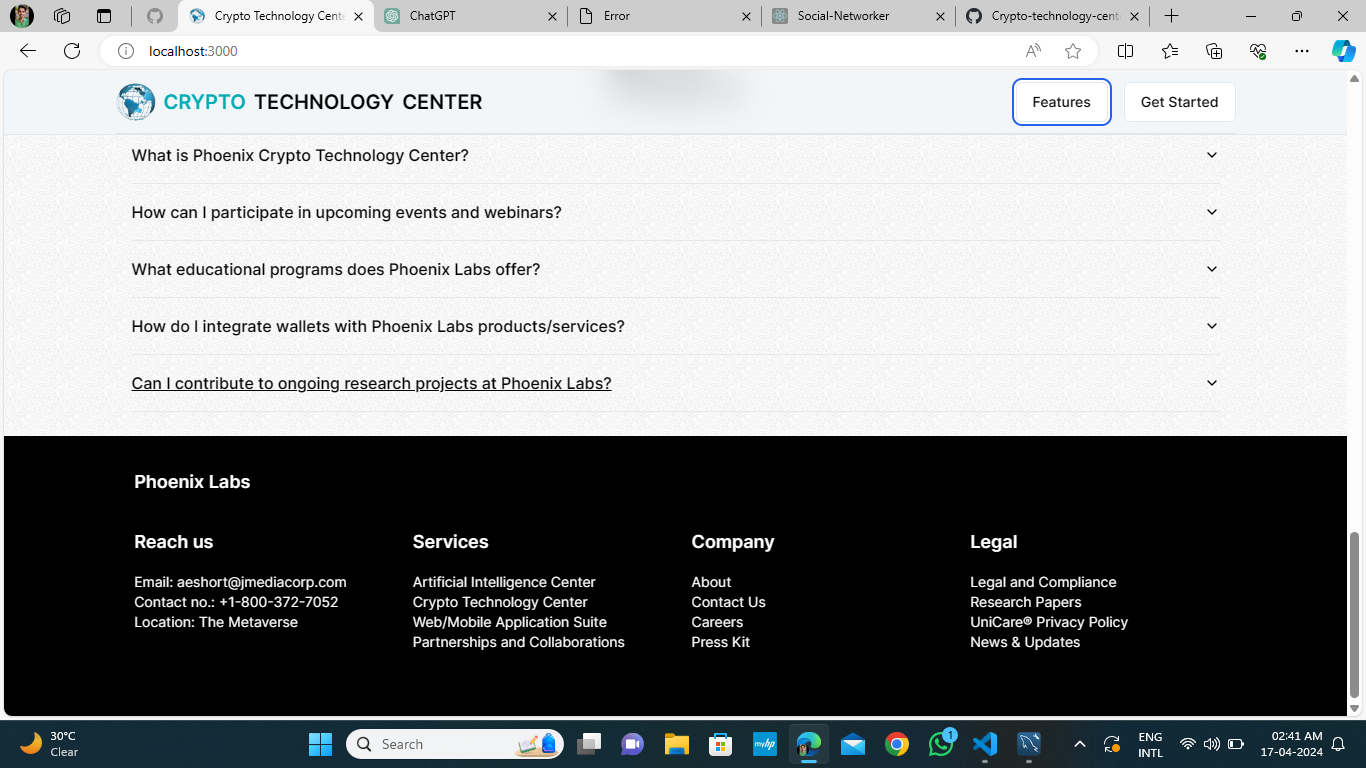 Crypto Technology Cente
ChatGPT
Error
Social-Networker
Crypto-technology-cent
localhost:3000
CRYPTO TECHNOLOGY CENTER
Features
Get Started
What is Phoenix Crypto Technology Center?
How can I participate in upcoming events and webinars?
What educational programs does Phoenix Labs offer?
How do I integrate wallets with Phoenix Labs products/services?
Can I contribute to ongoing research projects at Phoenix Labs?
Phoenix Labs
Reach us
Email: aeshort@jmediacorp.com
Contact no.: +1-800-372-7052
Location: The Metaverse
Services
Artificial Intelligence Center
Crypto Technology Center
Web/Mobile Application Suite
Partnerships and Collaborations
Company
About
Contact Us
Careers
Press Kit
Legal
Legal and Compliance
Research Papers
UniCare® Privacy Policy
News & Updates
30°C
Clear
Search
myhp
1
ENG
INTL
02:41 AM
17-04-2024